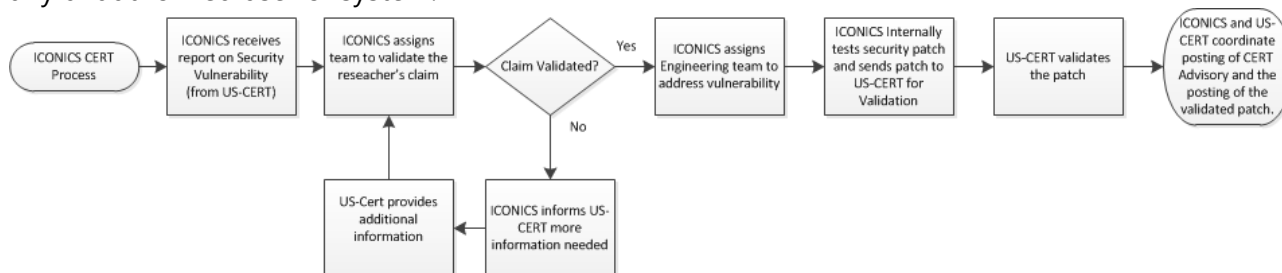 ICONICS CERT
Process
ICONICS receives
report on Security
Vulnerability
(from US-CERT)
ICONICS assigns
team to validate the
reseacher's claim
Claim Validated?
Yes
No
ICONICS assigns
Engineering team to
address vulnerability
ICONICS Internally
tests security patch
and sends patch to
US-CERT for
Validation
US-CERT validates
the patch
ICONICS and US-
CERT coordinate
posting of CERT
Advisory and the
posting of the
validated patch.
US-Cert provides
additional
information
ICONICS informs US-
CERT more
information needed